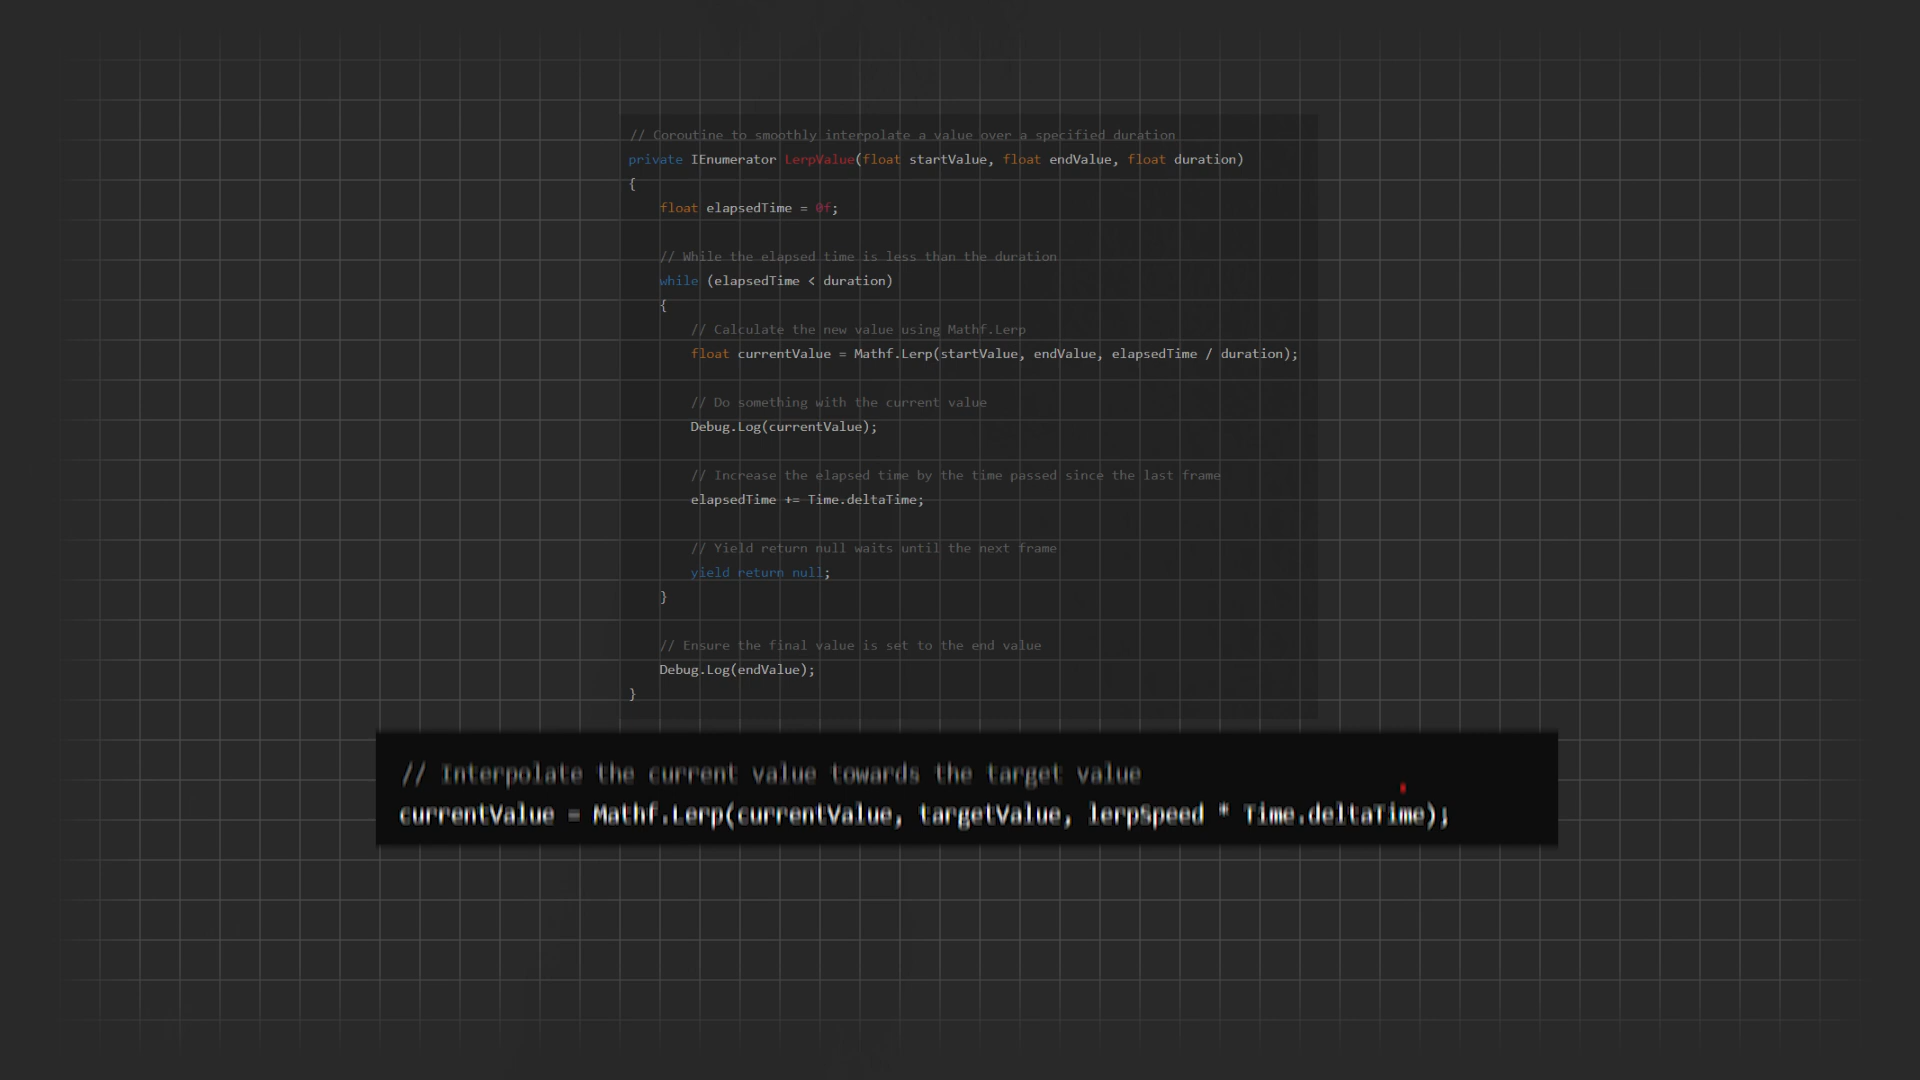 // Coroutine to smoothly interpolate a value over a specified duration
private IEnumerator LerpValue(float startValue, float endValue, float duration)
{
float elapsedTime = 0f;
// While the elapsed time is less than the duration
while (elapsedTime < duration)
{
// Calculate the new value using Mathf.Lerp
float currentValue = Mathf.Lerp(startValue, endValue, elapsedTime / duration);
// Do something with the current value
Debug.Log(currentValue);
// Increase the elapsed time by the time passed since the last frame
elapsedTime += Time.deltaTime;
// Yield return null waits until the next frame
yield return null;
}
// Ensure the final value is set to the end value
Debug.Log(endValue);
}
// Interpolate the current value towards the target value
currentValue = Mathf.Lerp(currentValue, targetValue, lerpSpeed * Time.deltaTime);